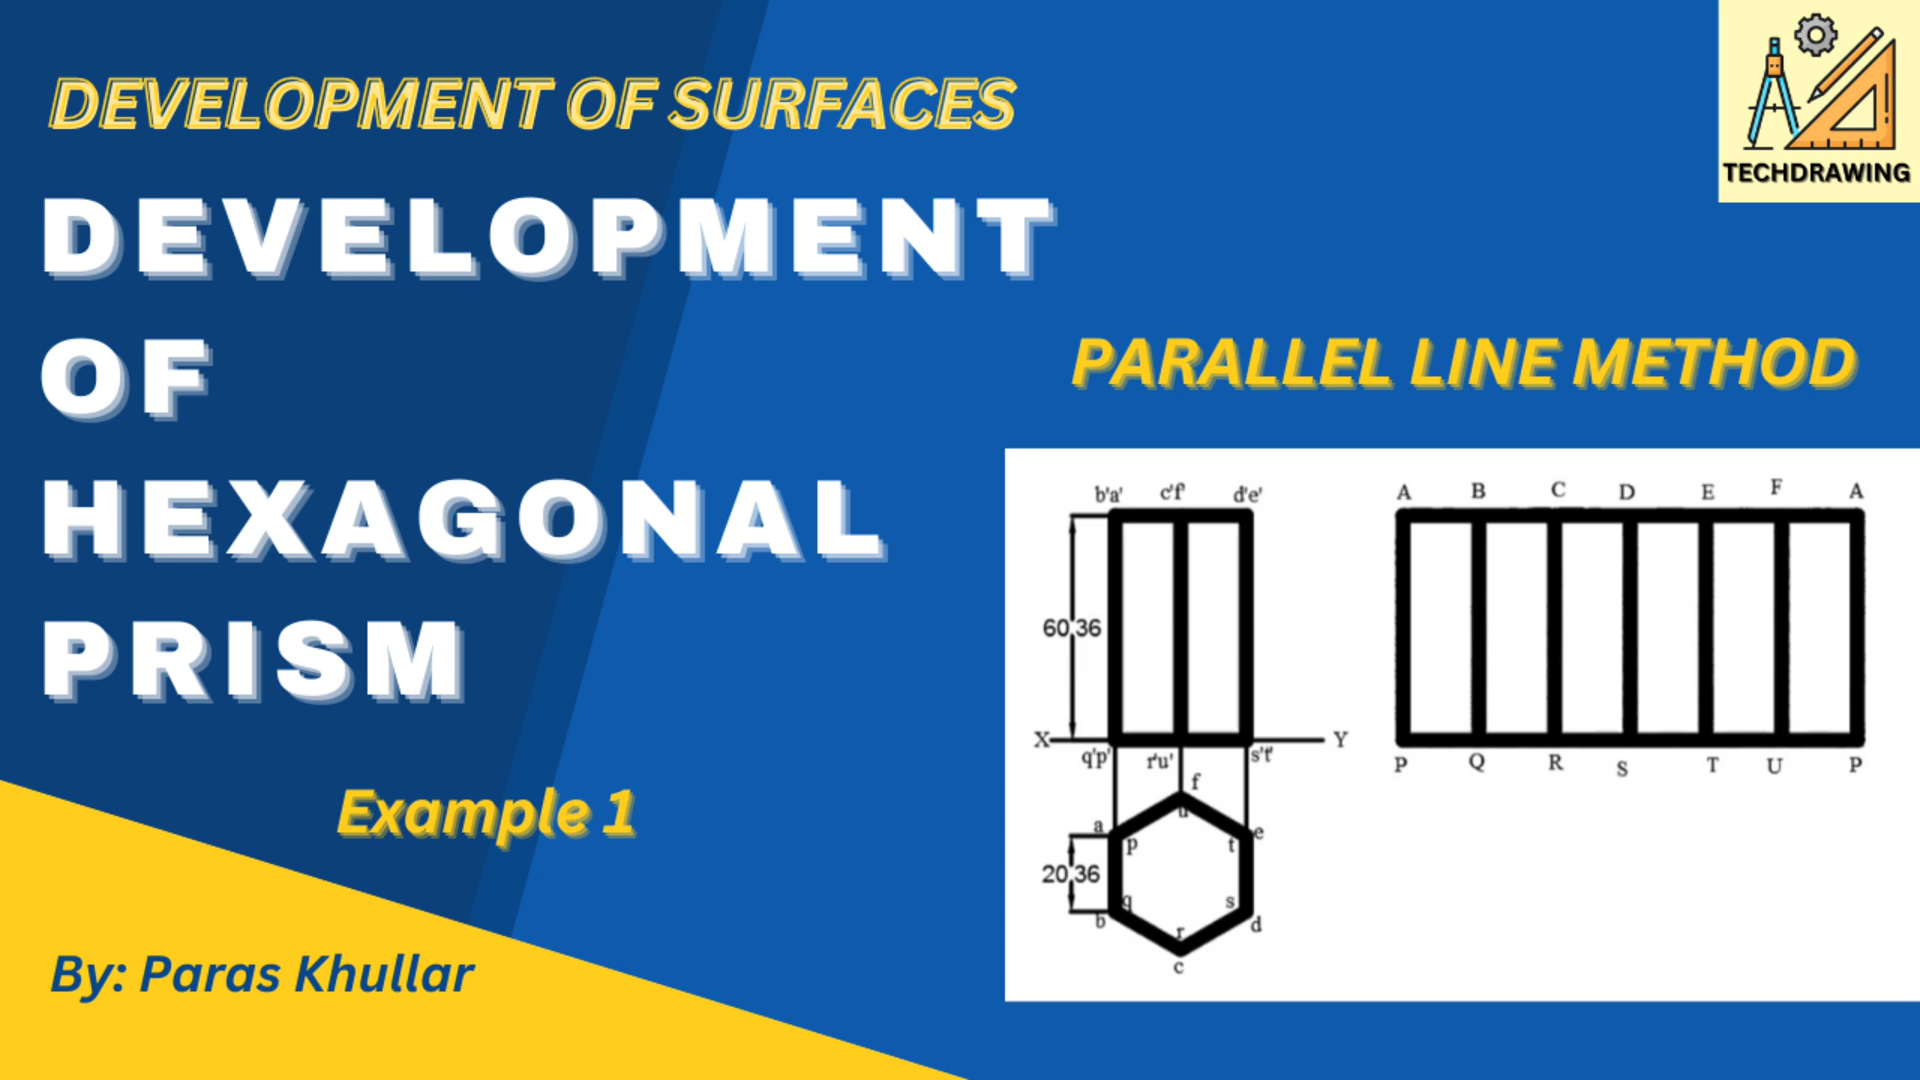 DEVELOPMENT OF SURFACES
TECHDRAWING
DEVELOPMENT
OF
HEXAGONAL
PRISM
PARALLEL LINE METHOD
b'a' c'f' d'e'
A B C D E F A
60,36
X Y
q'p' r'u' s't'
P Q R S T U P
f
u
a e
p t
20,36
q s
b d
r
c
Example 1
By: Paras Khullar